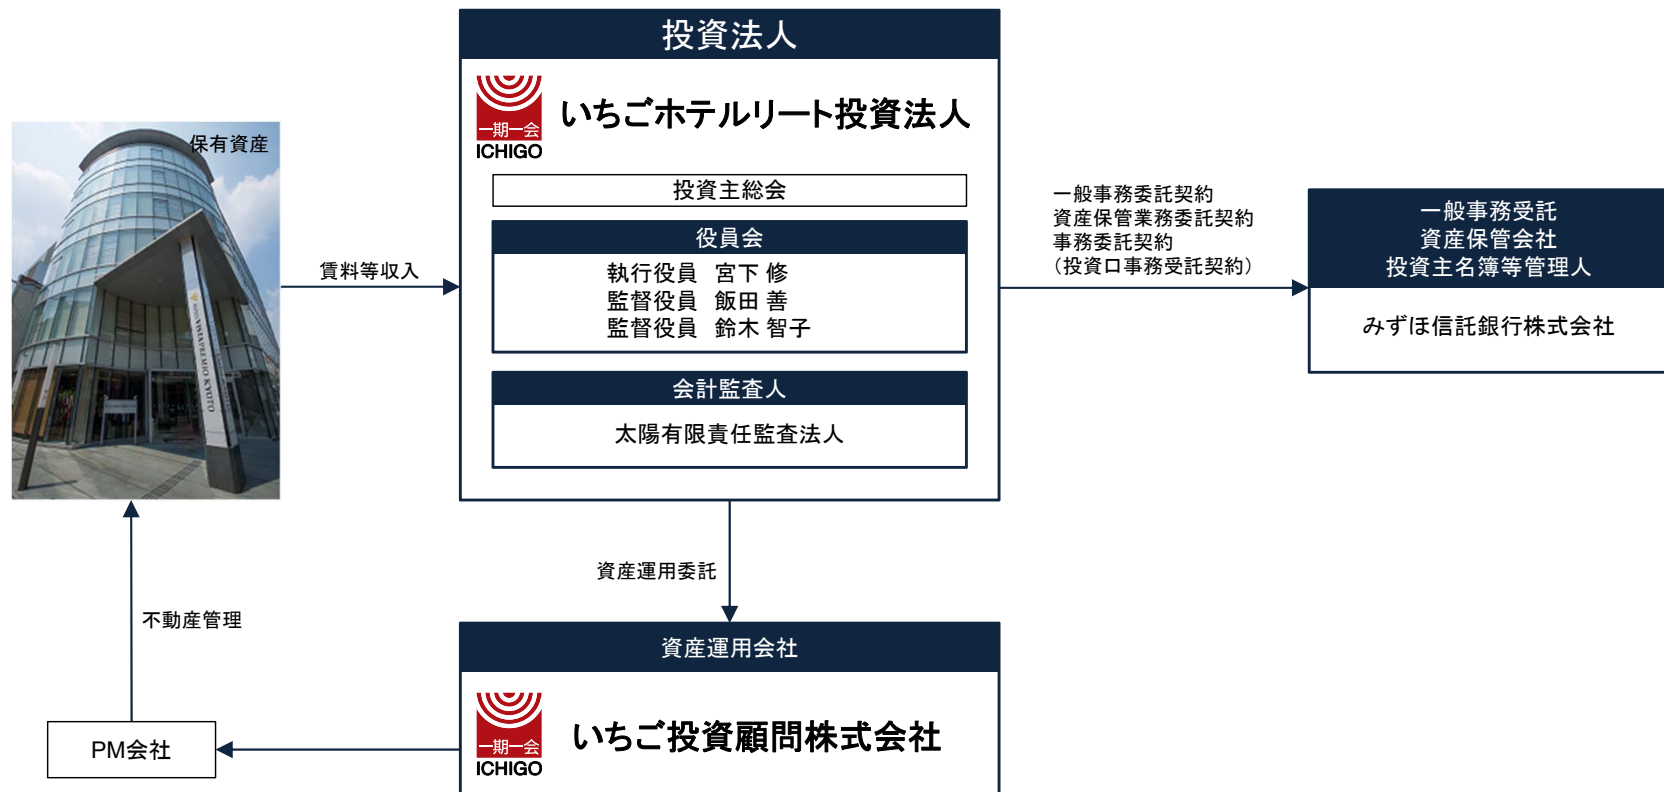 投資法人
一期一会
ICHIGO
いちごホテルリート投資法人
投資主総会
役員会
執行役員 宮下 修
監督役員 飯田 善
監督役員 鈴木 智子
会計監査人
太陽有限責任監査法人
保有資産
VISTA PREMIO KYOTO
賃料等収入
一般事務委託契約
資産保管業務委託契約
事務委託契約
(投資口事務受託契約)
一般事務受託
資産保管会社
投資主名簿等管理人
みずほ信託銀行株式会社
資産運用委託
不動産管理
PM会社
資産運用会社
一期一会
ICHIGO
いちご投資顧問株式会社